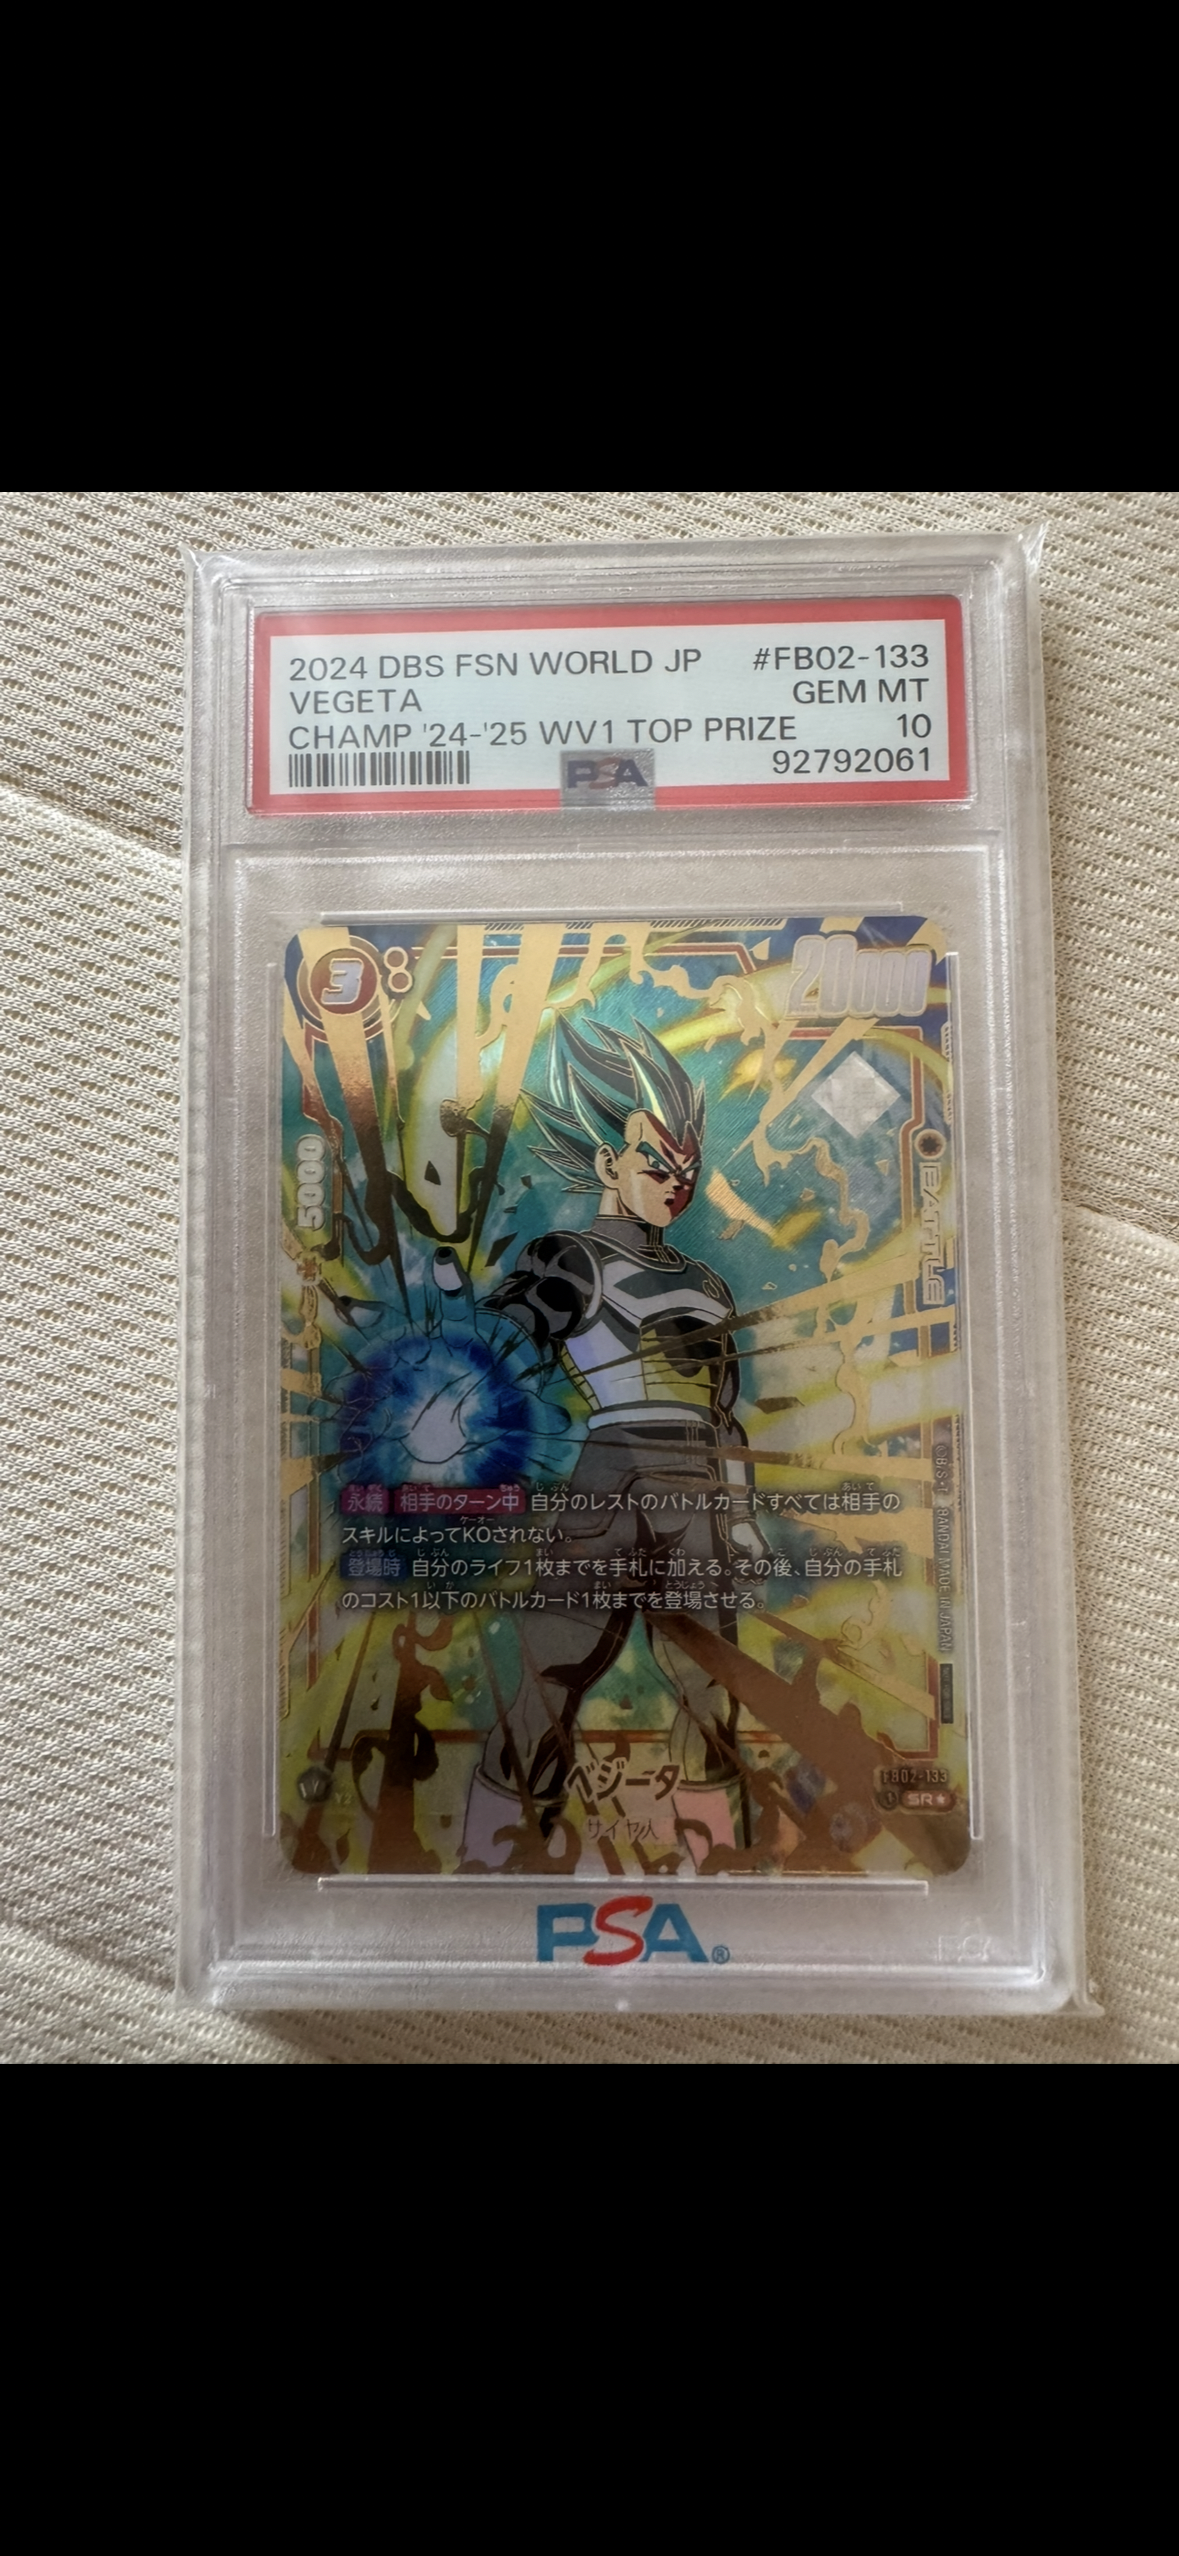 2024 DBS FSN WORLD JP #FB02-133
VEGETA GEM MT
CHAMP '24-'25 WV1 TOP PRIZE 10
PSA 92792061
3 8 20000
5000
BATTLE
永続 相手のターン中 自分のレストのバトルカードすべては相手の
スキルによってKOされない。
登場時 自分のライフ1枚までを手札に加える。その後、自分の手札
のコスト1以下のバトルカード1枚までを登場させる。
©B.S・T BANDAI MADE IN JAPAN
ベジータ
サイヤ人
Y2
FB02-133
1 SR★
PSA®